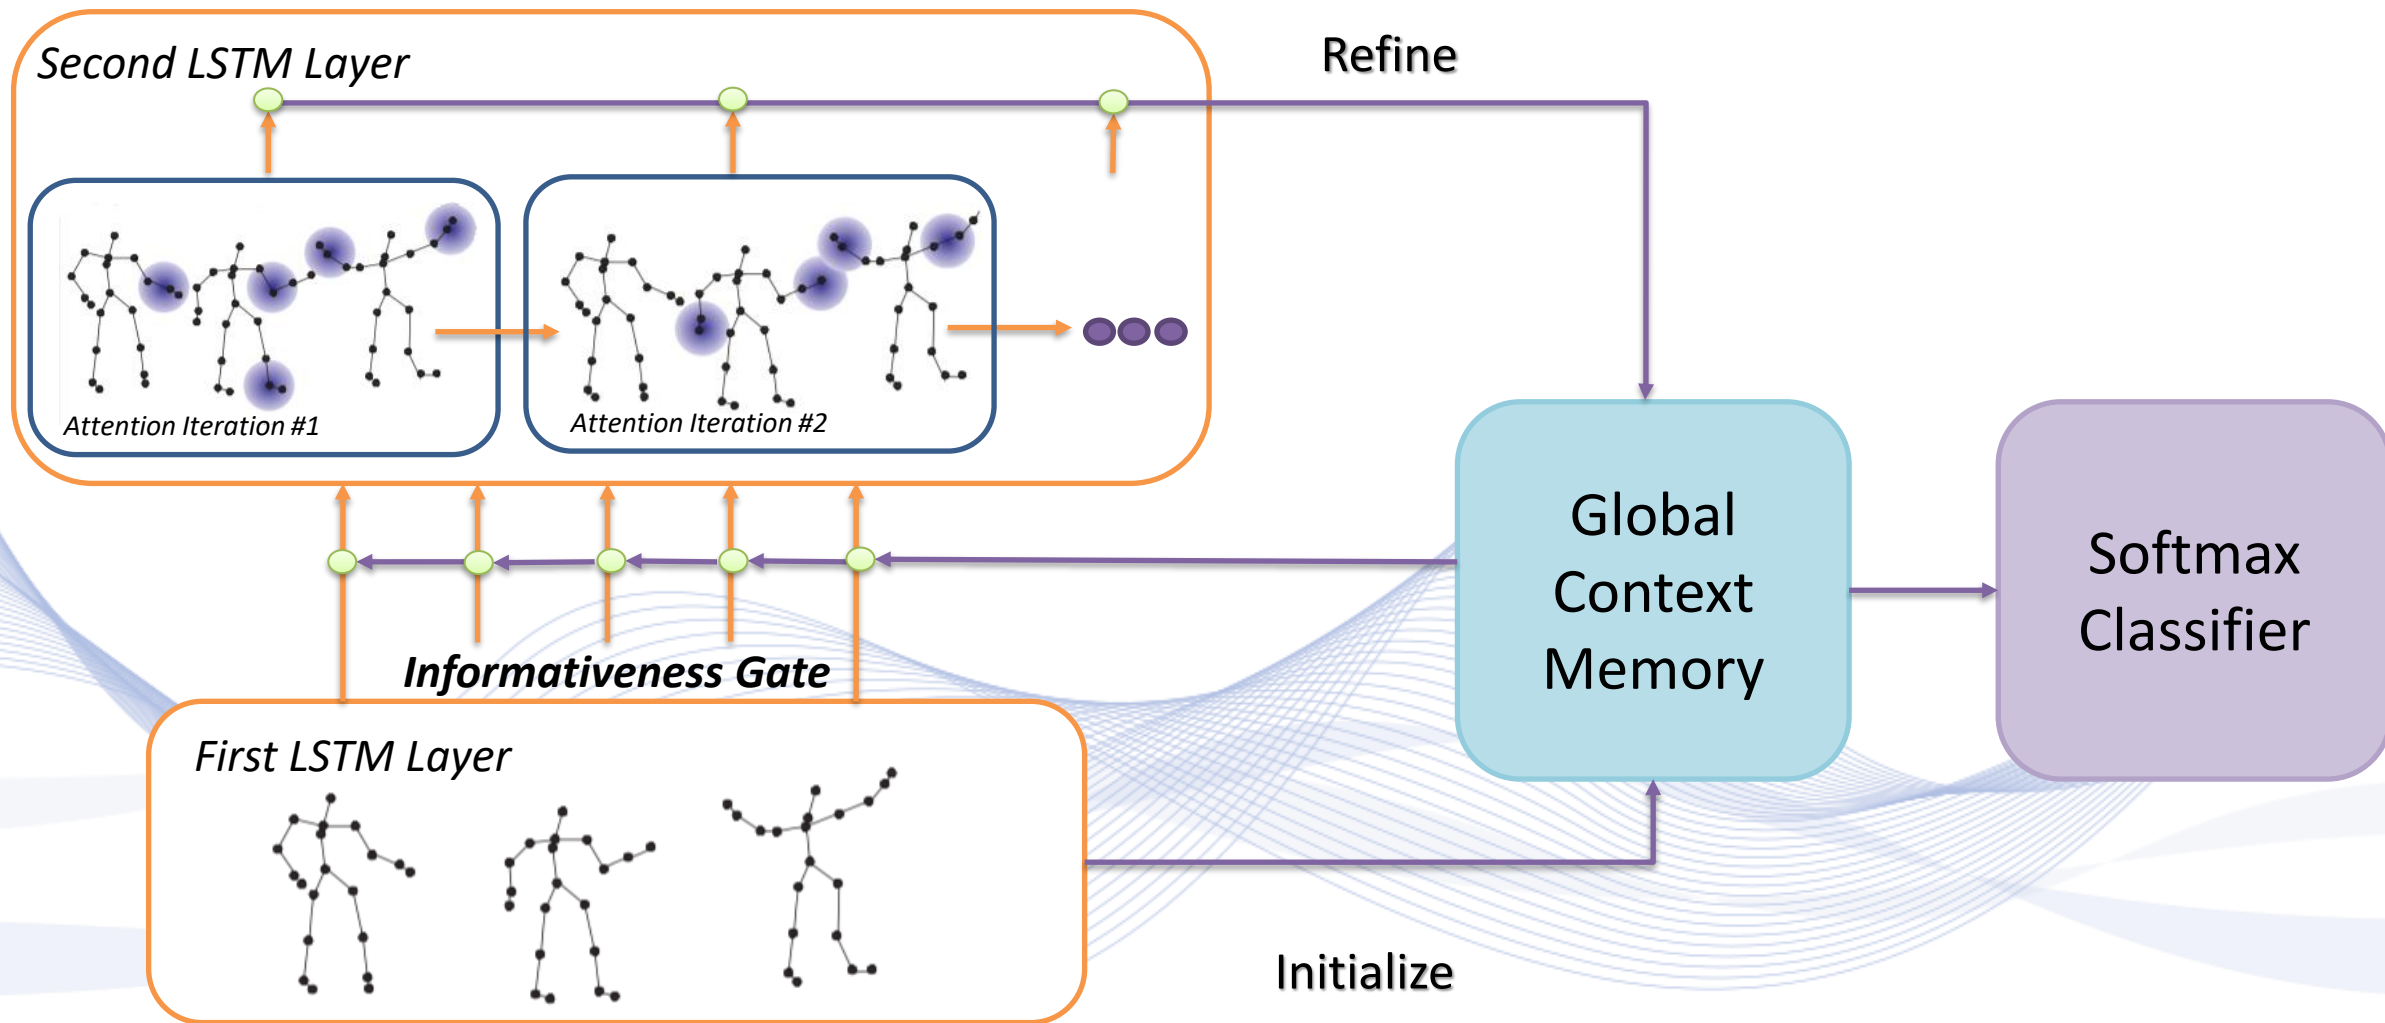 Second LSTM Layer
Refine
Attention Iteration #1
Attention Iteration #2
Global
Context
Memory
Softmax
Classifier
Informativeness Gate
First LSTM Layer
Initialize